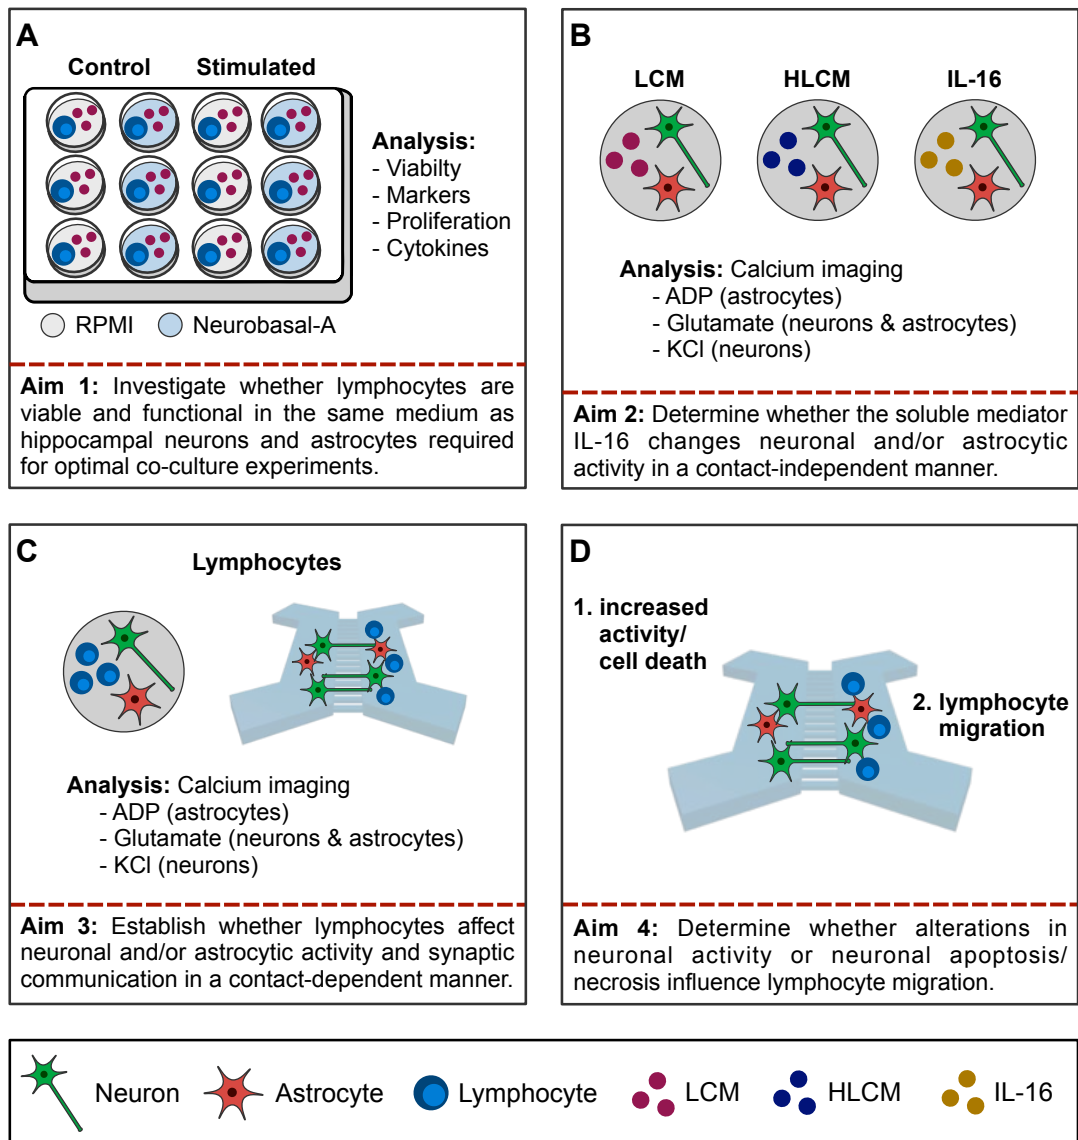 A
Control Stimulated
Analysis:
- Viabilty
- Markers
- Proliferation
- Cytokines
RPMI Neurobasal-A
Aim 1: Investigate whether lymphocytes are
viable and functional in the same medium as
hippocampal neurons and astrocytes required
for optimal co-culture experiments.
B
LCM HLCM IL-16
Analysis: Calcium imaging
- ADP (astrocytes)
- Glutamate (neurons & astrocytes)
- KCl (neurons)
Aim 2: Determine whether the soluble mediator
IL-16 changes neuronal and/or astrocytic
activity in a contact-independent manner.
C
Lymphocytes
Analysis: Calcium imaging
- ADP (astrocytes)
- Glutamate (neurons & astrocytes)
- KCl (neurons)
Aim 3: Establish whether lymphocytes affect
neuronal and/or astrocytic activity and synaptic
communication in a contact-dependent manner.
D
1. increased
activity/
cell death
2. lymphocyte
migration
Aim 4: Determine whether alterations in
neuronal activity or neuronal apoptosis/
necrosis influence lymphocyte migration.
Neuron Astrocyte Lymphocyte LCM HLCM IL-16